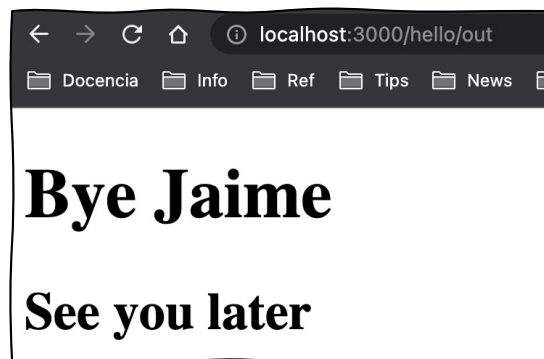 localhost:3000/hello/out
Docencia Info Ref Tips News
Bye Jaime
See you later